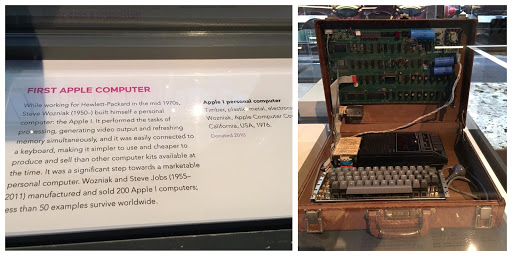 FIRST APPLE COMPUTER
While working for Hewlett-Packard in the mid 1970s,
Steve Wozniak (1950–) built himself a personal
computer: the Apple I. It performed the tasks of
processing, generating video output and refreshing
memory simultaneously, and it was easily connected to
a keyboard, making it simpler to use and cheaper to
produce and sell than other computer kits available at
the time. It was a significant step towards a marketable
personal computer. Wozniak and Steve Jobs (1955–
2011) manufactured and sold 200 Apple I computers;
less than 50 examples survive worldwide.
Apple I personal computer
Timber, plastic, metal, electronic
Wozniak, Apple Computer Co
California, USA, 1976.
Donated